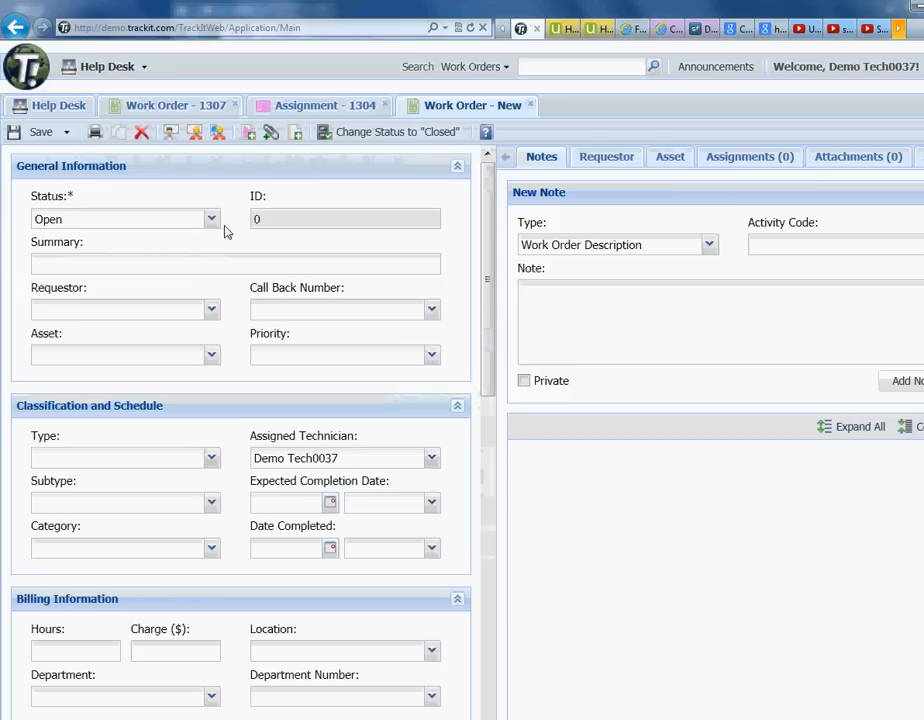 http://demo.trackit.com/TrackItWeb/Application/Main
H... H... F... C... D... C... h... U... s... S...
T! Help Desk Search Work Orders Announcements Welcome, Demo Tech0037!
Help Desk Work Order - 1307 Assignment - 1304 Work Order - New
Save Change Status to "Closed"
General Information
Status:* ID:
Open 0
Summary:
Requestor: Call Back Number:
Asset: Priority:
Classification and Schedule
Type: Assigned Technician:
Demo Tech0037
Subtype: Expected Completion Date:
Category: Date Completed:
Billing Information
Hours: Charge ($): Location:
Department: Department Number:
Notes Requestor Asset Assignments (0) Attachments (0)
New Note
Type: Activity Code:
Work Order Description
Note:
Private Add No
Expand All